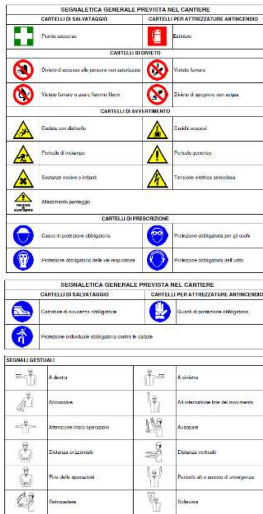 SEGNALETICA GENERALE PREVISTA NEL CANTIERE
CARTELLI DI SALVATAGGIO CARTELLI PER ATTREZZATURE ANTINCENDIO
Pronto soccorso Estintore
CARTELLI DI DIVIETO
Divieto di accesso alle persone non autorizzate Vietato fumare
Vietato fumare o usare fiamme libere Divieto di spegnere con acqua
CARTELLI DI AVVERTIMENTO
Caduta con dislivello Carichi sospesi
Pericolo di inciampo Pericolo generico
Sostanze nocive o irritanti Tensione elettrica pericolosa
Allestimento ponteggio
CARTELLI DI PRESCRIZIONE
Casco di protezione obbligatorio Protezione obbligatoria per gli occhi
Protezione obbligatoria delle vie respiratorie Protezione obbligatoria dell'udito
SEGNALETICA GENERALE PREVISTA NEL CANTIERE
CARTELLI DI SALVATAGGIO CARTELLI PER ATTREZZATURE ANTINCENDIO
Calzature di sicurezza obbligatorie Guanti di protezione obbligatoria
Protezione individuale obbligatoria contro le cadute
SEGNALI GESTUALI
A destra A sinistra
Abbassare Alt interruzione fine del movimento
Attenzione inizio operazioni Avanzare
Distanza orizzontale Distanza verticale
Fine delle operazioni Pericolo alt o arresto di emergenza
Retrocedere Sollevare